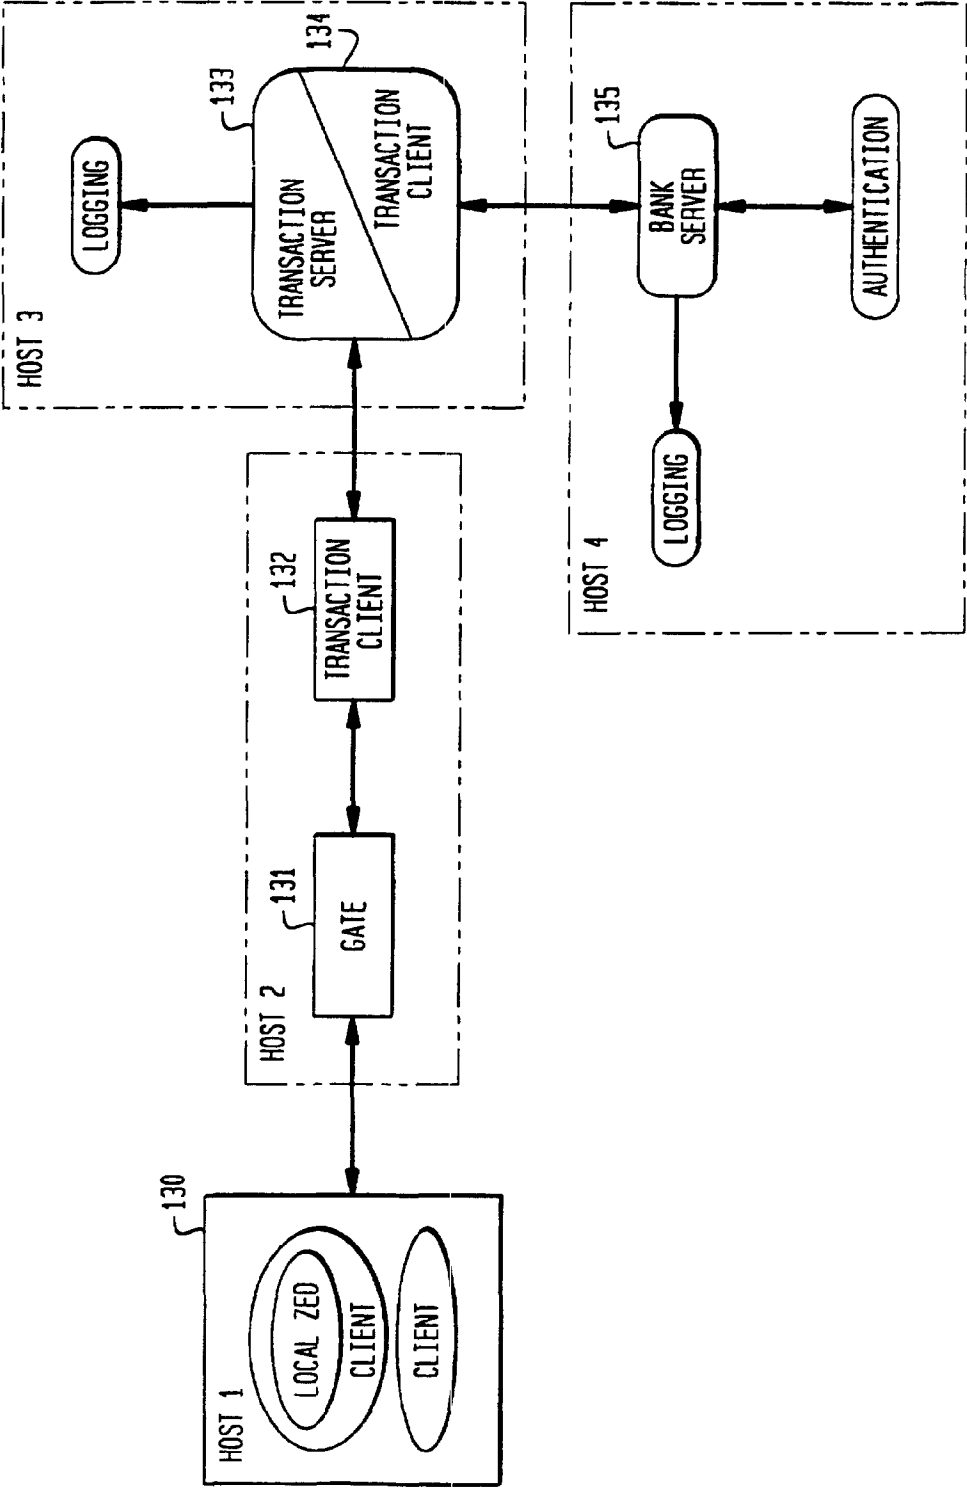 HOST 1
130
LOCAL ZED
CLIENT
CLIENT
HOST 2
131
GATE
132
TRANSACTION
CLIENT
HOST 3
LOGGING
133
TRANSACTION
SERVER
134
TRANSACTION
CLIENT
HOST 4
135
BANK
SERVER
LOGGING
AUTHENTICATION